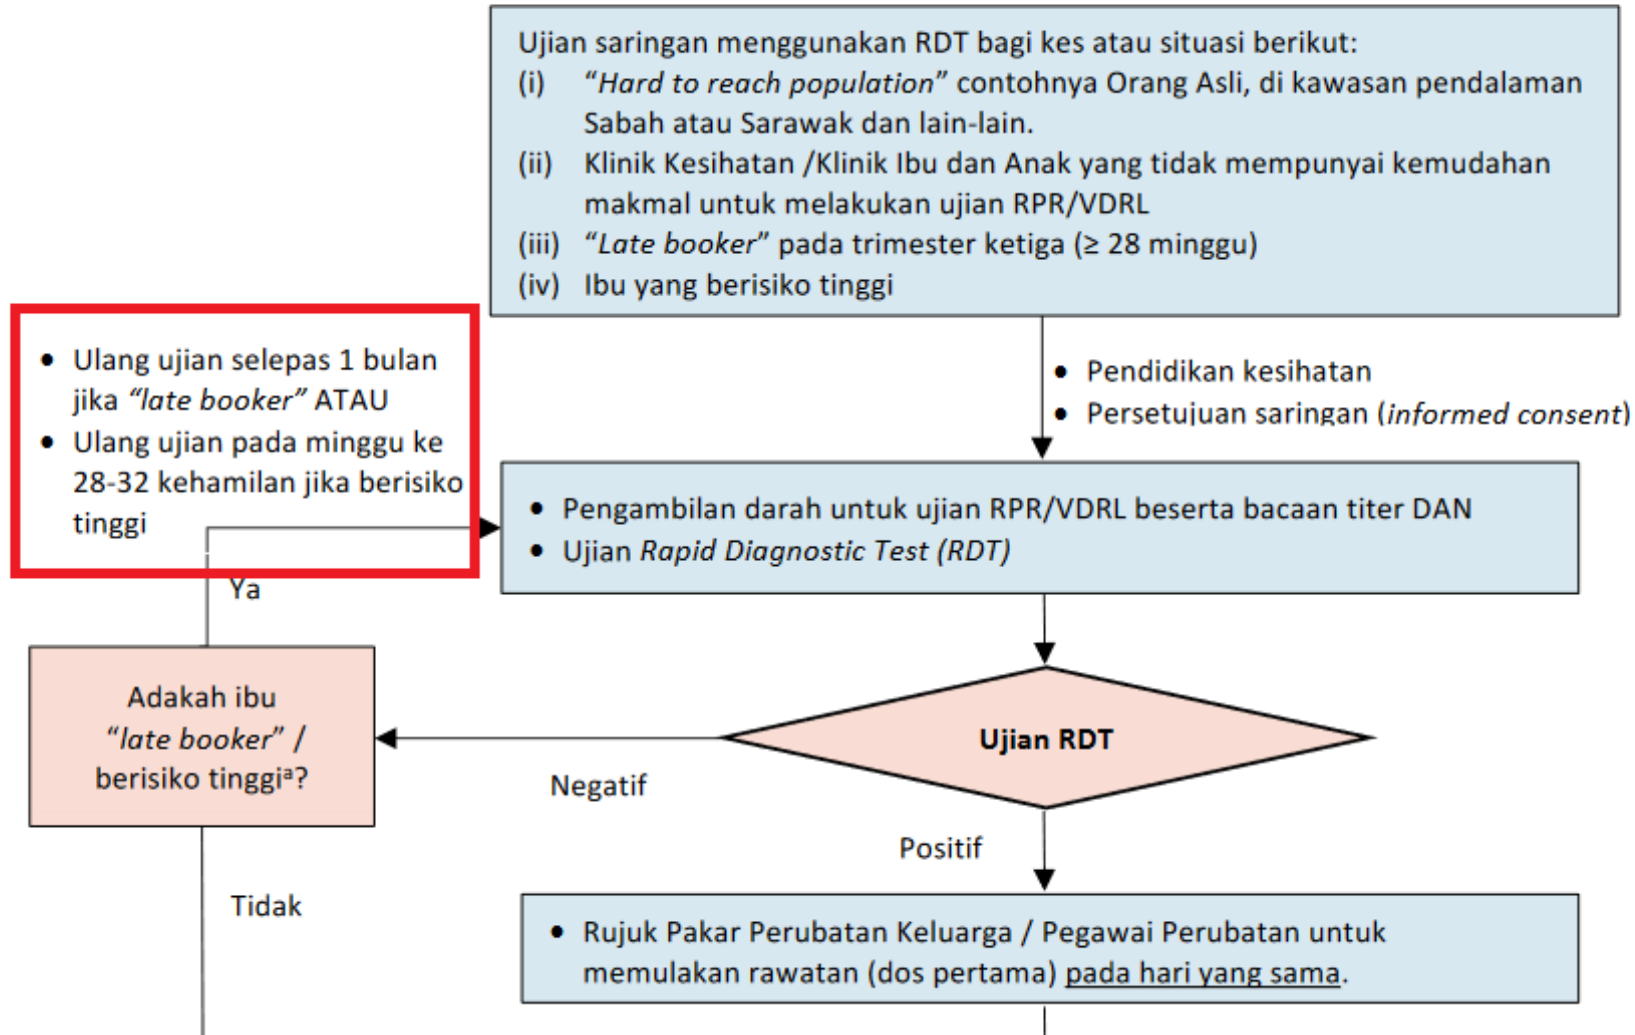 Ujian saringan menggunakan RDT bagi kes atau situasi berikut:
(i) “Hard to reach population” contohnya Orang Asli, di kawasan pendalaman
Sabah atau Sarawak dan lain-lain.
(ii) Klinik Kesihatan /Klinik Ibu dan Anak yang tidak mempunyai kemudahan
makmal untuk melakukan ujian RPR/VDRL
(iii) “Late booker” pada trimester ketiga (≥ 28 minggu)
(iv) Ibu yang berisiko tinggi
• Ulang ujian selepas 1 bulan
jika “late booker” ATAU
• Ulang ujian pada minggu ke
28-32 kehamilan jika berisiko
tinggi
• Pendidikan kesihatan
• Persetujuan saringan (informed consent)
• Pengambilan darah untuk ujian RPR/VDRL beserta bacaan titer DAN
• Ujian Rapid Diagnostic Test (RDT)
Ya
Adakah ibu
“late booker” /
berisiko tinggiᵃ?
Ujian RDT
Negatif
Positif
Tidak
• Rujuk Pakar Perubatan Keluarga / Pegawai Perubatan untuk
memulakan rawatan (dos pertama) pada hari yang sama.